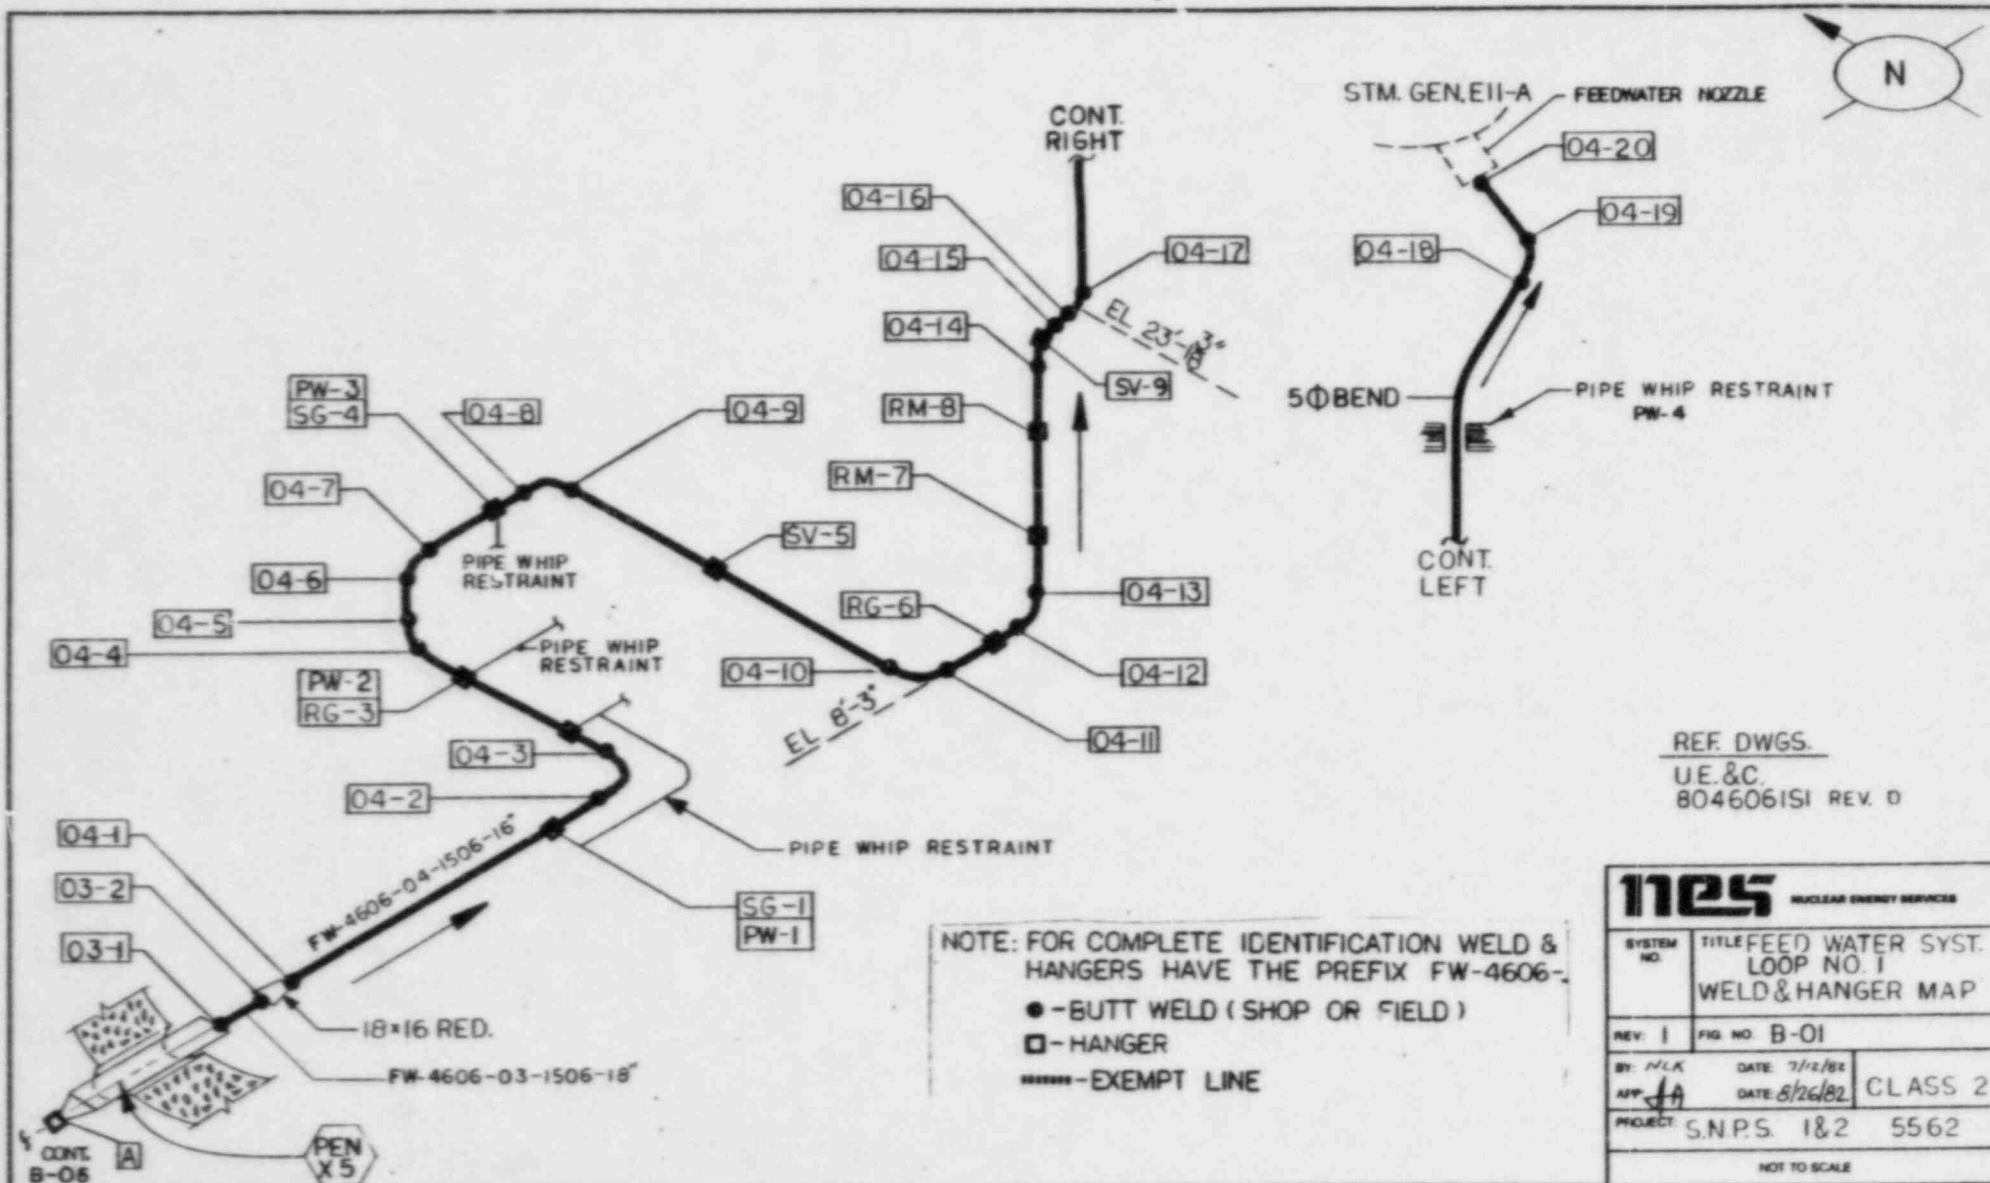 N
STM. GEN. E11-A
FEEDWATER NOZZLE
04-20
04-19
04-18
5Φ BEND
PIPE WHIP RESTRAINT
PW-4
CONT.
LEFT
CONT.
RIGHT
04-16
04-15
04-17
04-14
EL 23'-
SV-9
RM-8
RM-7
04-13
RG-6
04-12
04-11
04-10
EL 8'-3"
SV-5
04-9
04-8
PW-3
SG-4
04-7
PIPE WHIP
RESTRAINT
04-6
04-5
04-4
PIPE WHIP
RESTRAINT
PW-2
RG-3
04-3
04-2
PIPE WHIP RESTRAINT
SG-1
PW-1
04-1
FW-4606-04-1506-16"
03-2
03-1
18×16 RED.
FW-4606-03-1506-18"
PEN
X5
A
CONT.
NOTE: FOR COMPLETE IDENTIFICATION WELD &
HANGERS HAVE THE PREFIX FW-4606-.
-BUTT WELD (SHOP OR FIELD)
-HANGER
-EXEMPT LINE
REF. DWGS.
U.E.&C.
REV. D
nes NUCLEAR ENERGY SERVICES
SYSTEM NO.
TITLE FEED WATER SYST.
LOOP NO. 1
WELD & HANGER MAP
REV: 1 FIG. NO. B-01
BY: NLK DATE: 7/12/82
APP. DATE: 8/26/82 CLASS 2
PROJECT: S.N.P.S. 1&2 5562
NOT TO SCALE